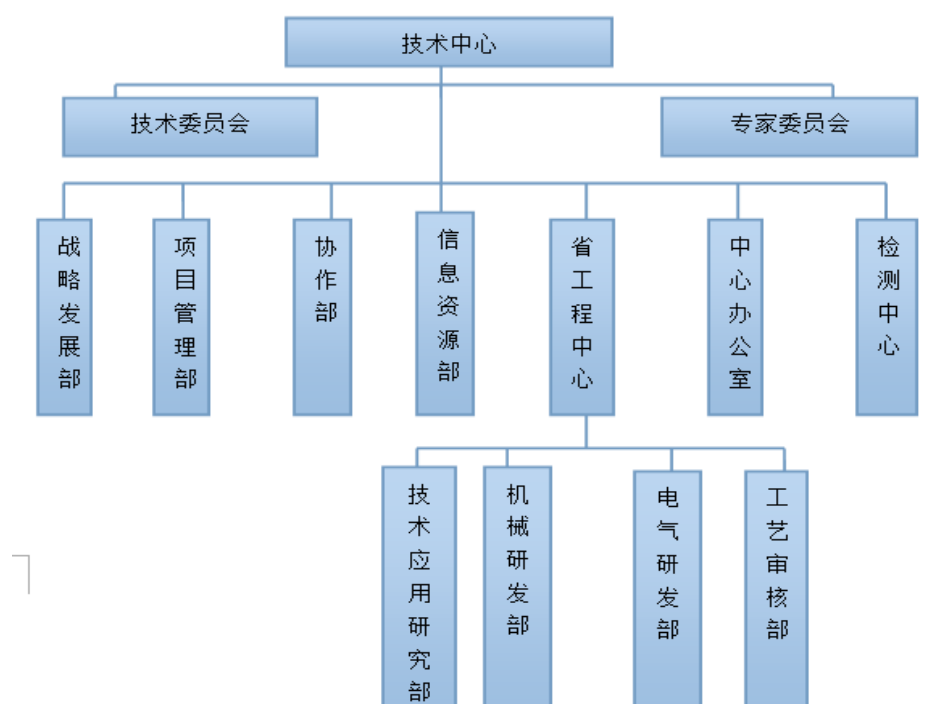 技术中心
技术委员会
专家委员会
战略发展部
项目管理部
协作部
信息资源部
省工程中心
中心办公室
检测中心
技术应用研究部
机械研发部
电气研发部
工艺审核部